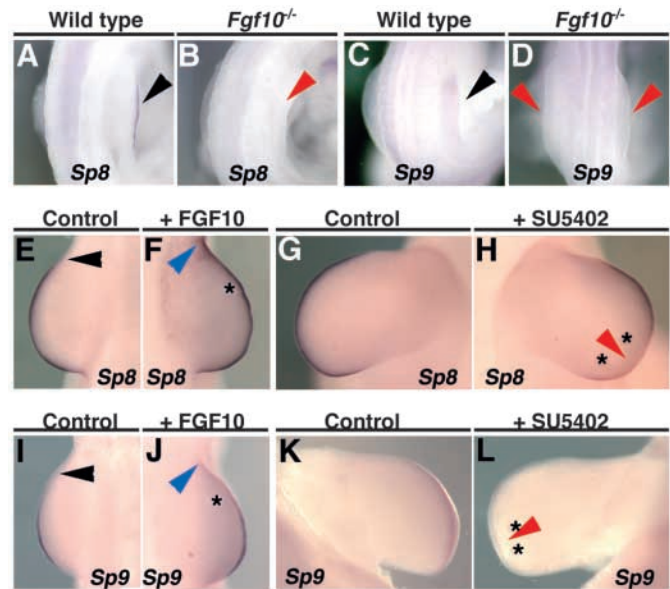 Wild type Fgf10-/- Wild type Fgf10-/-
A B C D
Sp8 Sp8 Sp9 Sp9
Control + FGF10 Control + SU5402
E F G H
* * *
Sp8 Sp8 Sp8 Sp8
Control + FGF10 Control + SU5402
I J K L
* * *
Sp9 Sp9 Sp9 Sp9